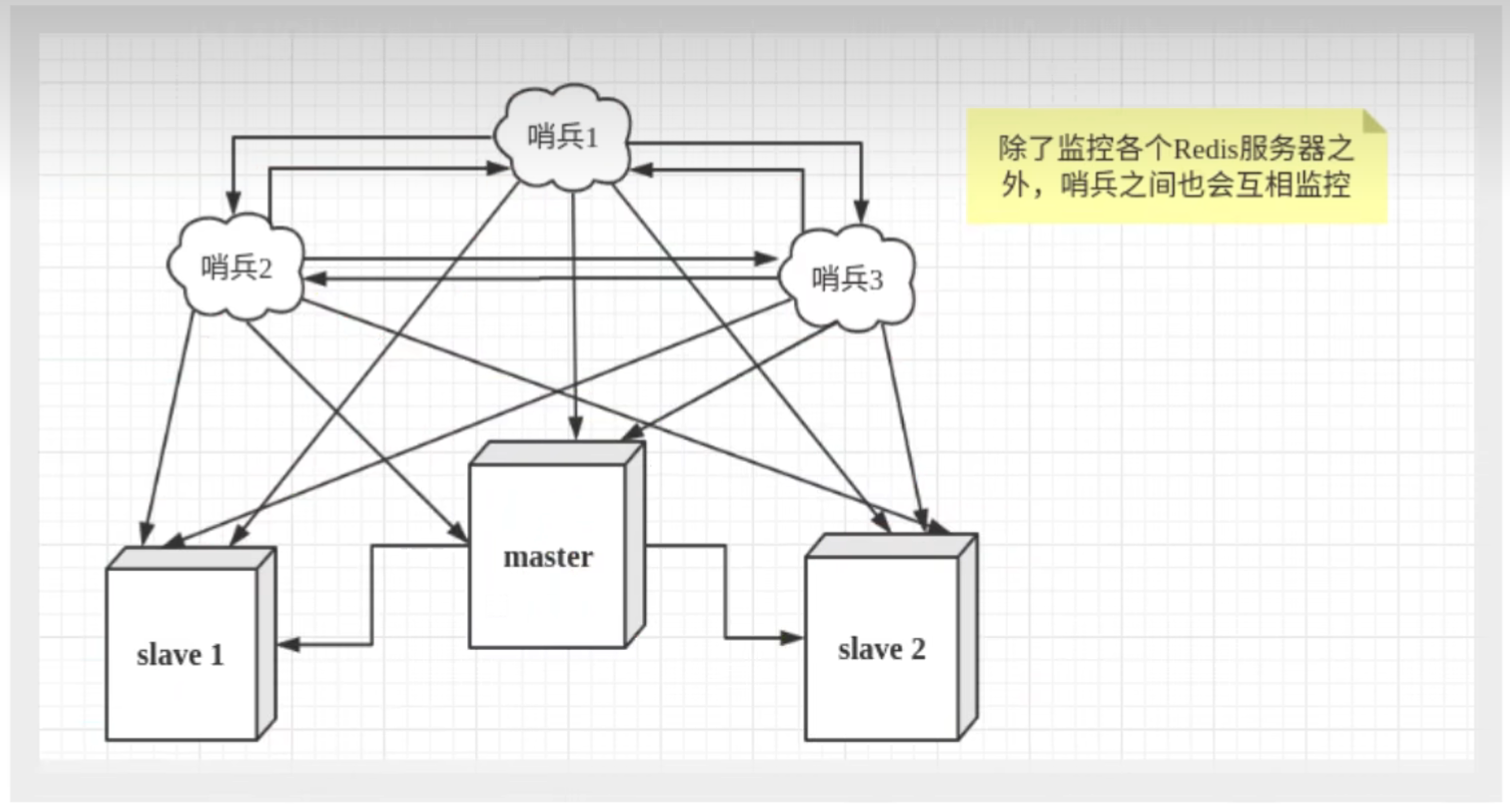 哨兵1
除了监控各个Redis服务器之
外，哨兵之间也会互相监控
哨兵2
哨兵3
master
slave 1
slave 2